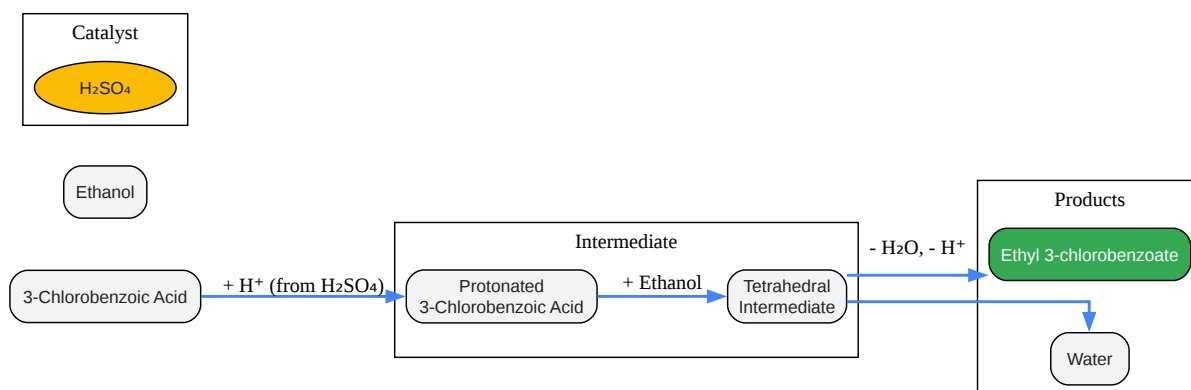 Catalyst
H₂SO₄
Ethanol
3-Chlorobenzoic Acid
+ H⁺ (from H₂SO₄)
Intermediate
Protonated
3-Chlorobenzoic Acid
+ Ethanol
Tetrahedral
Intermediate
- H₂O, - H⁺
Products
Ethyl 3-chlorobenzoate
Water